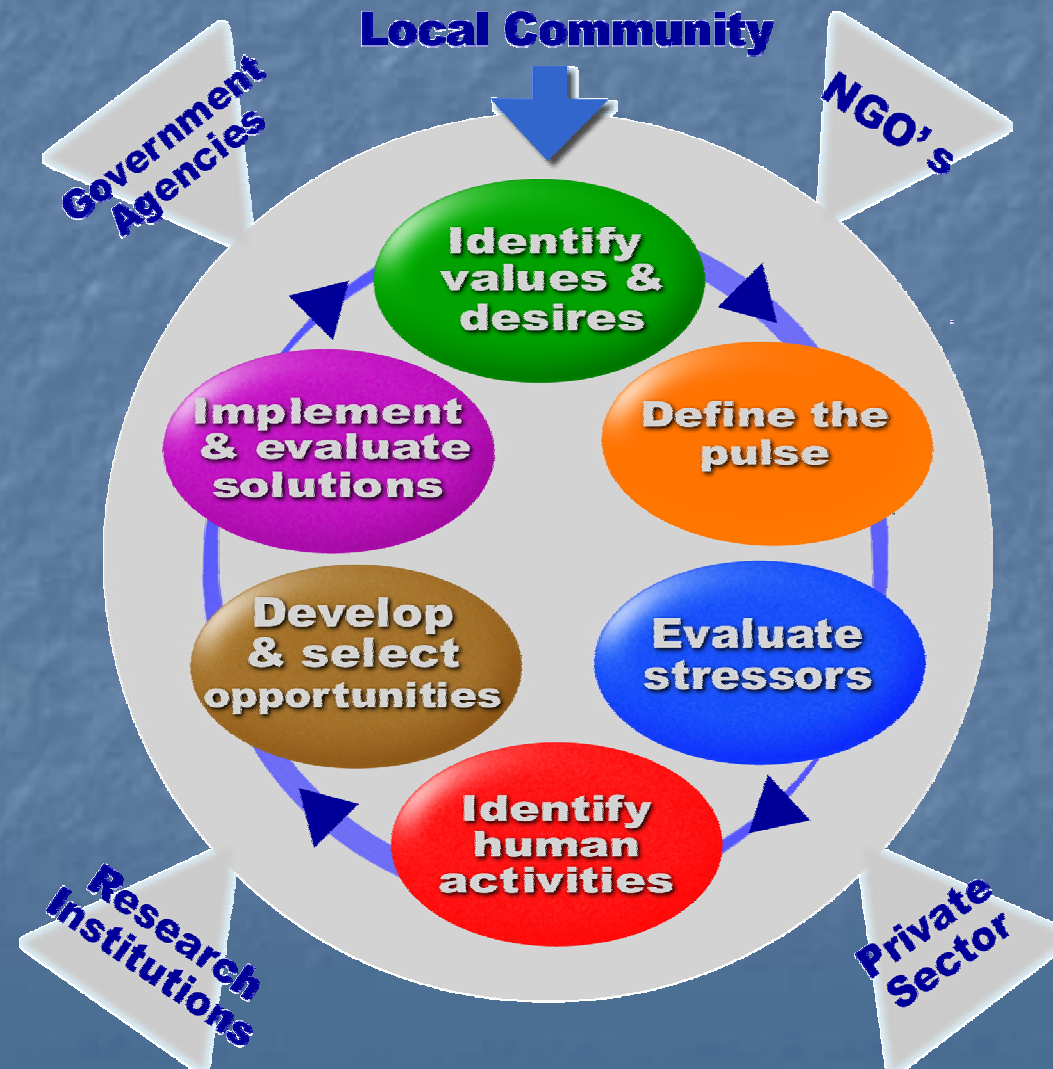 Local Community
Government
Agencies
NGO's
Identify
values &
desires
Define the
pulse
Evaluate
stressors
Identify
human
activities
Develop
& select
opportunities
Implement
& evaluate
solutions
Research
Institutions
Private
Sector